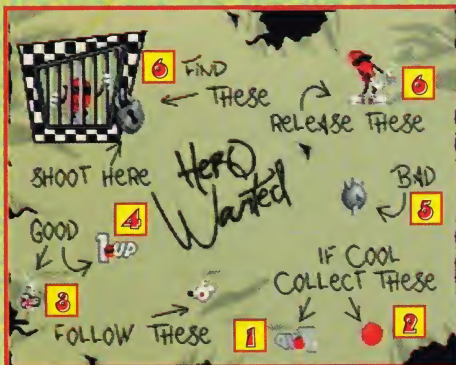 6 FIND
THESE
6
RELEASE THESE
SHOOT HERE
HERO
Wanted
BAD
5
4
GOOD
1UP
3
IF COOL
COLLECT THESE
FOLLOW THESE
1
2